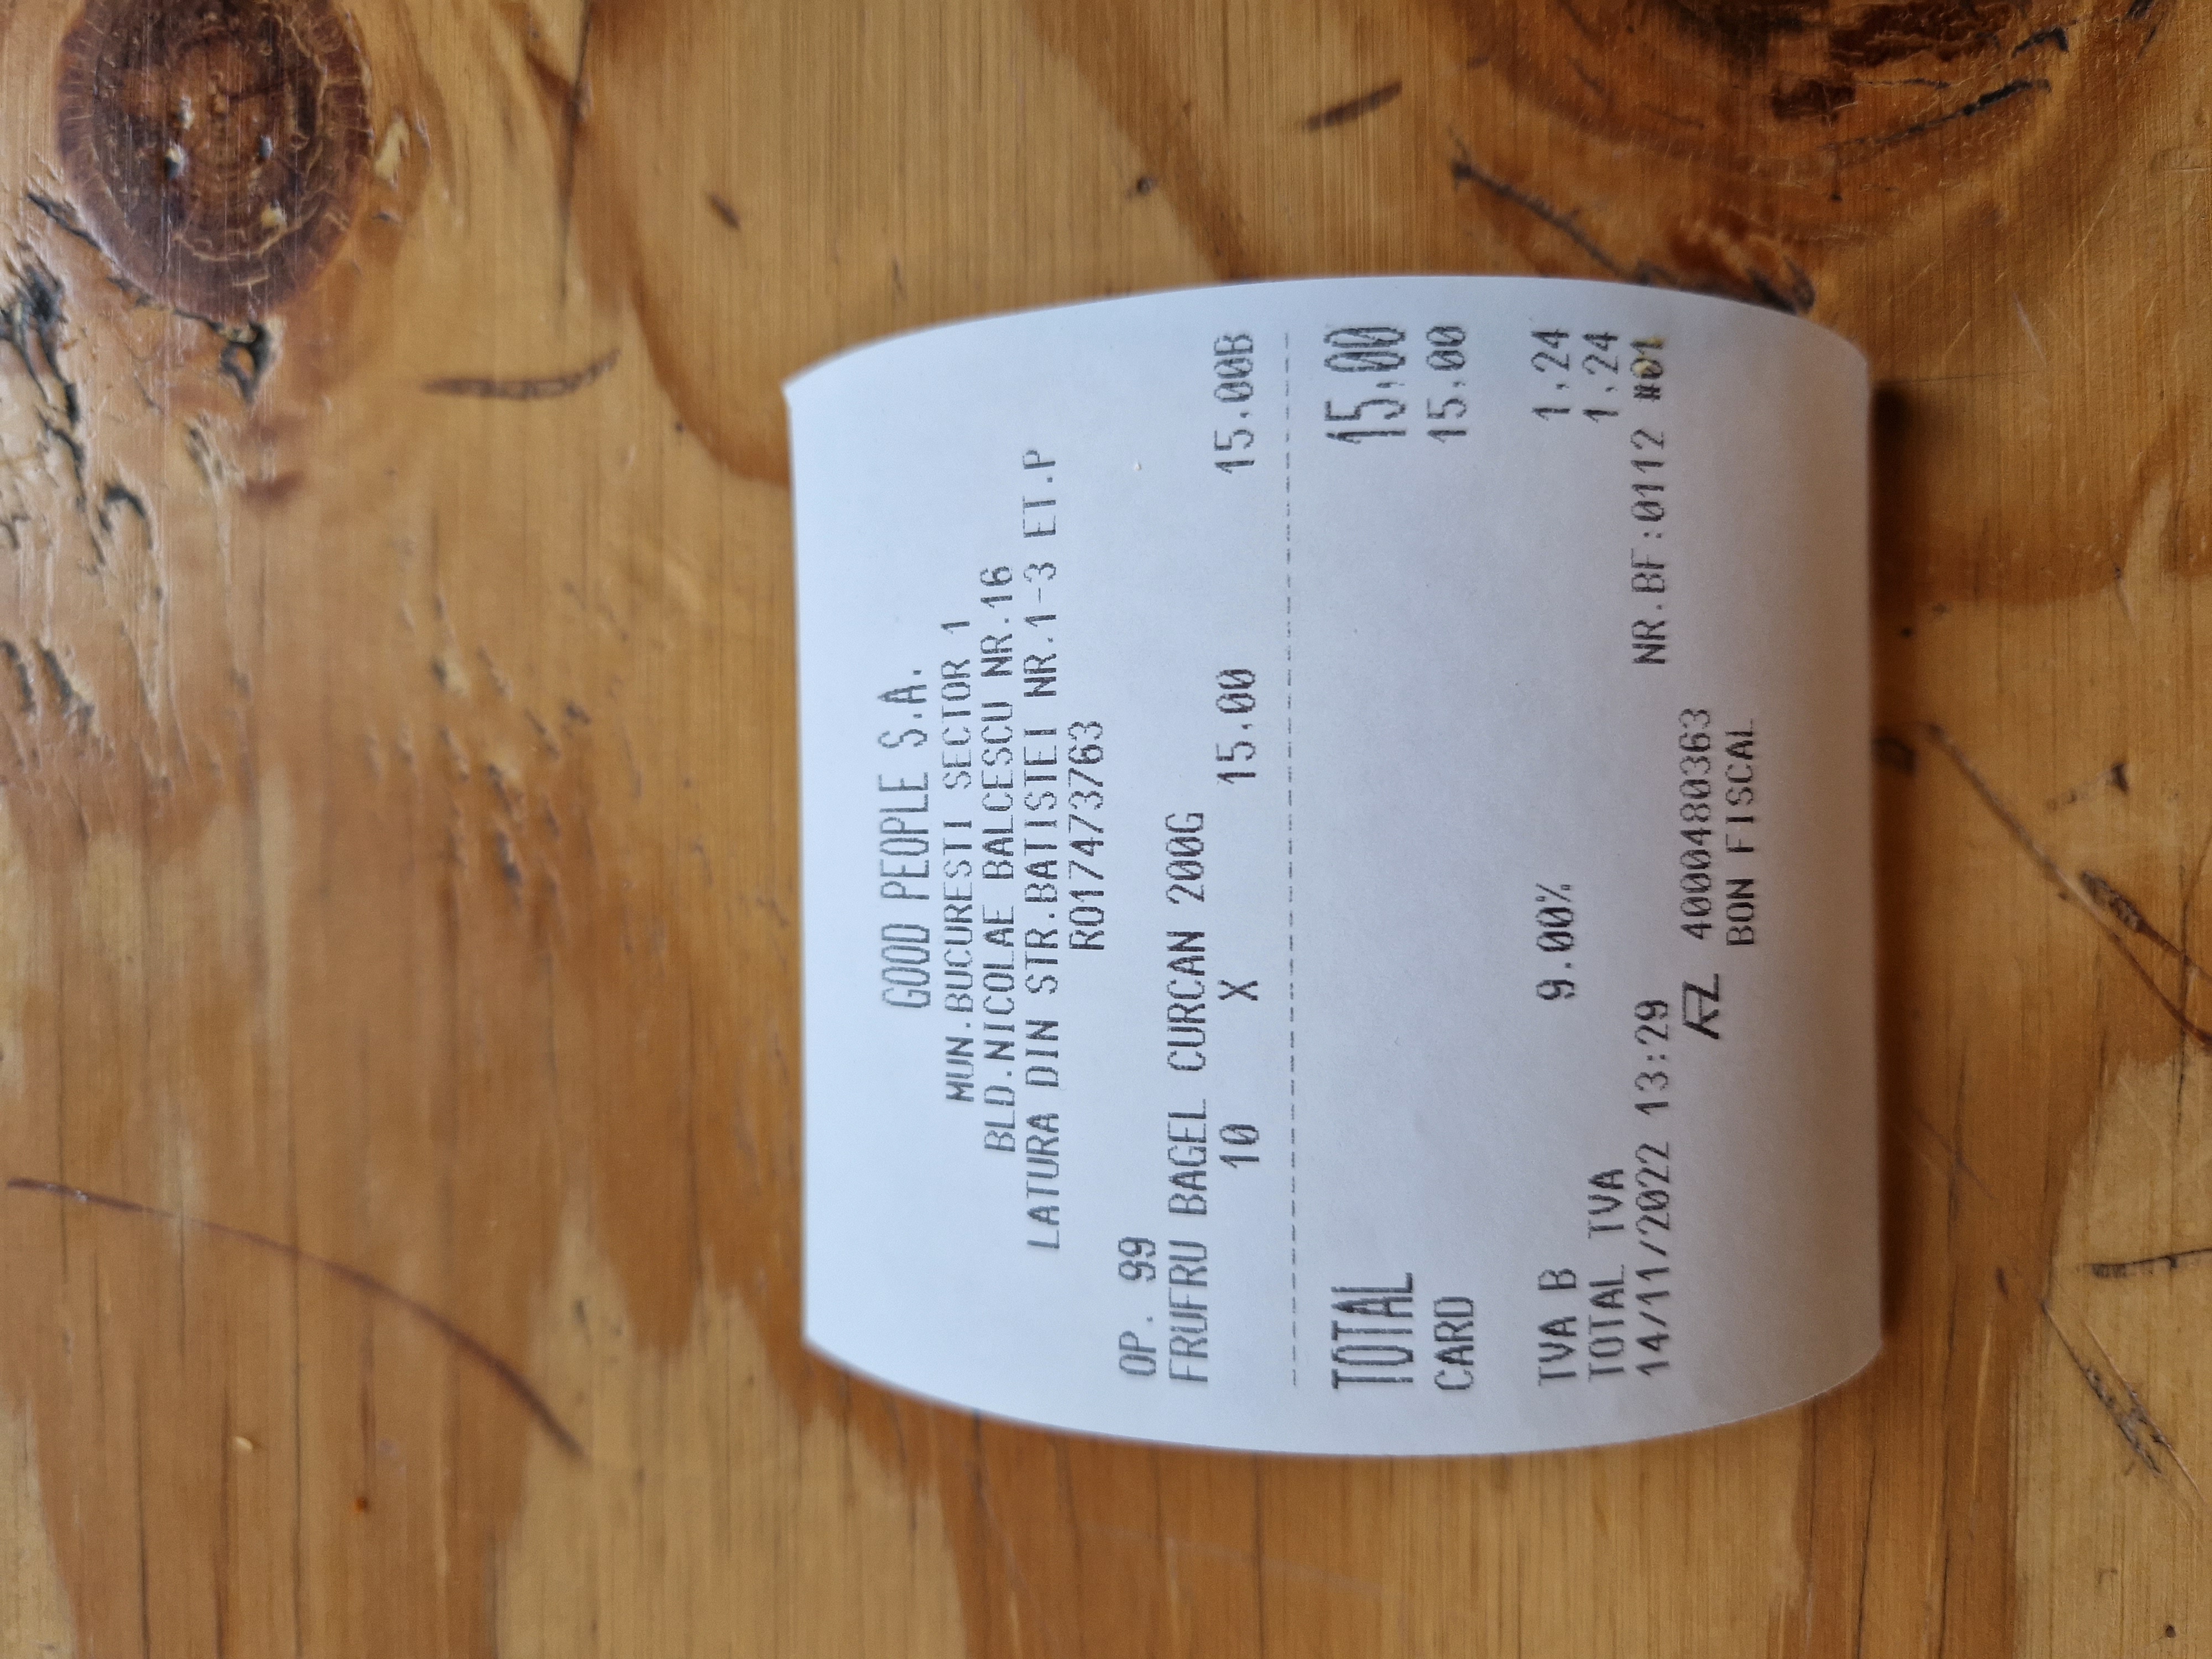 GOOD PEOPLE S.A.
MUN.BUCURESTI SECTOR 1
BLD.NICOLAE BALCESCU NR.16
LATURA DIN STR.BATISTEI NR.1-3 ET.P
RO17473763
OP. 99
FRUFRU BAGEL CURCAN 200G
10 X 15.00 15.00B
TOTAL 15.00
CARD 15.00
TVA B 9.00% 1.24
TOTAL TVA 1.24
14/11/2022 13:29 NR.BF:0112 #01
4000480363
BON FISCAL